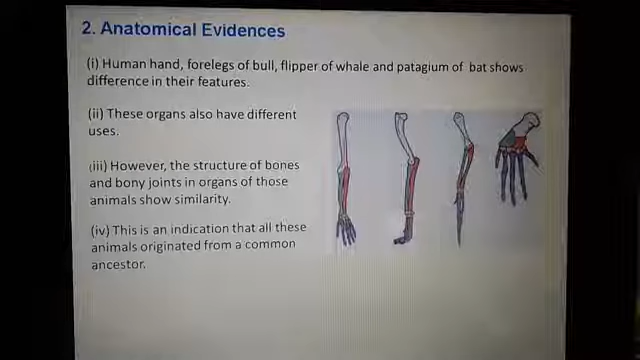 2. Anatomical Evidences
(i) Human hand, forelegs of bull, flipper of whale and patagium of bat shows
difference in their features.
(ii) These organs also have different
uses.
(iii) However, the structure of bones
and bony joints in organs of those
animals show similarity.
(iv) This is an indication that all these
animals originated from a common
ancestor.